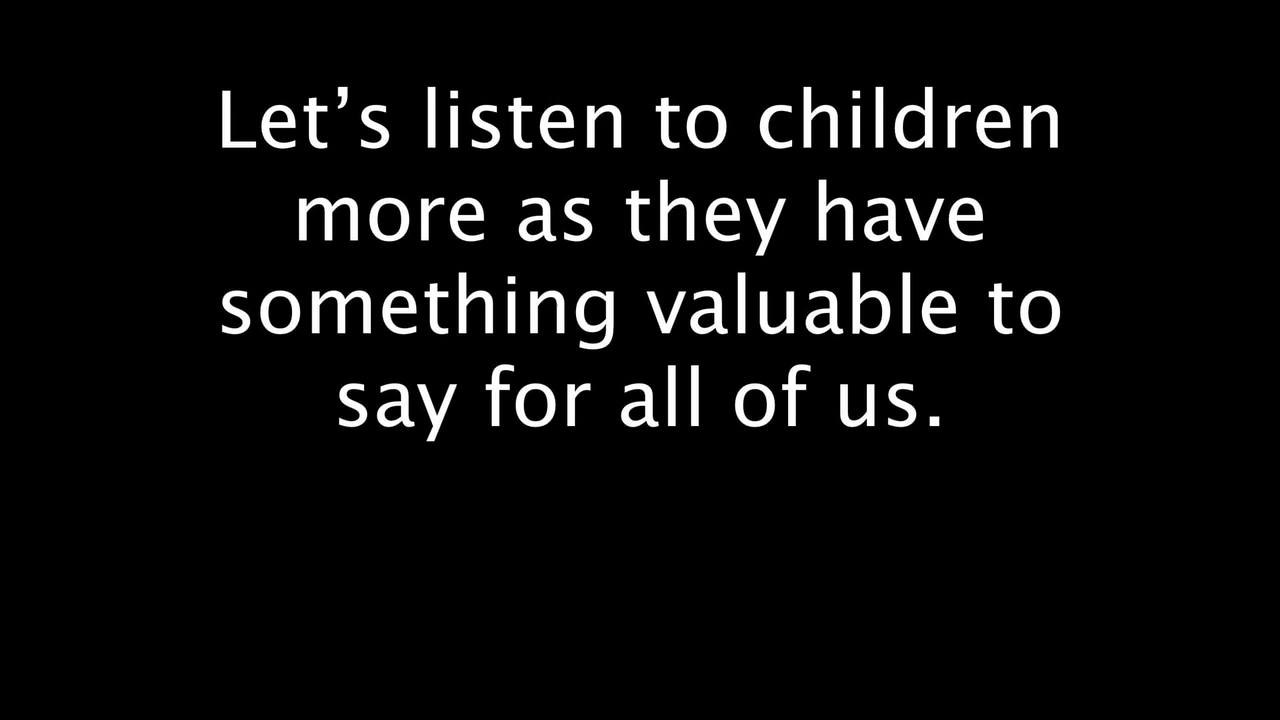 Let’s listen to children
more as they have
something valuable to
say for all of us.